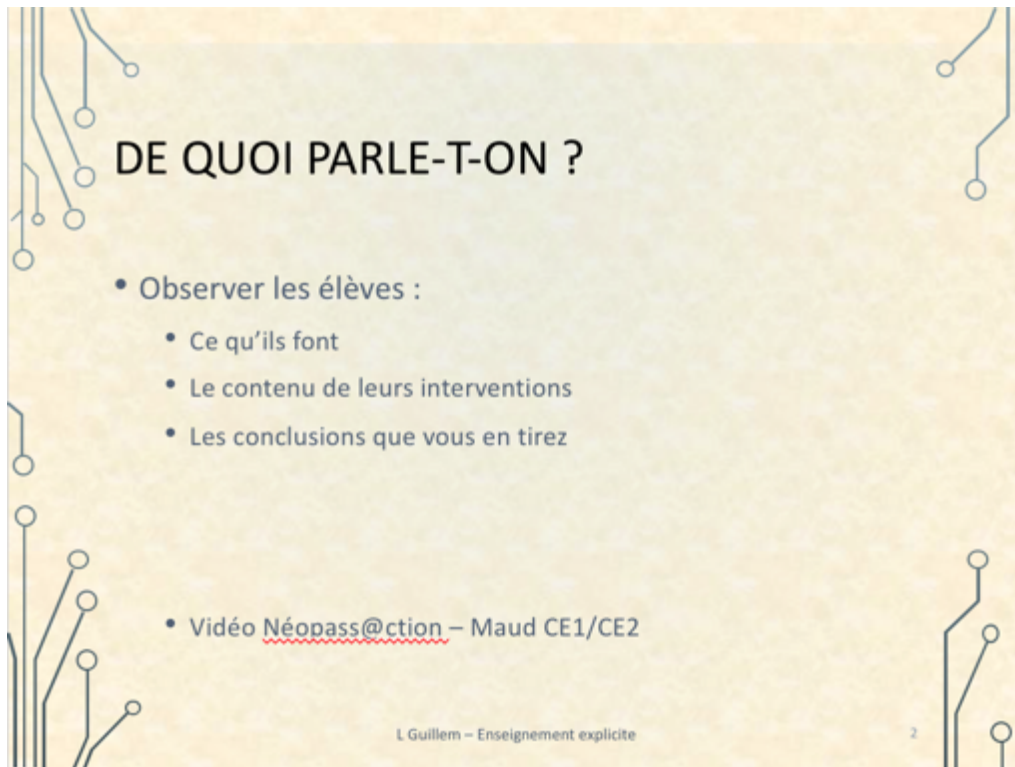 DE QUOI PARLE-T-ON ?
• Observer les élèves :
• Ce qu’ils font
• Le contenu de leurs interventions
• Les conclusions que vous en tirez
• Vidéo Néopass@ction – Maud CE1/CE2
L Guillem – Enseignement explicite
2